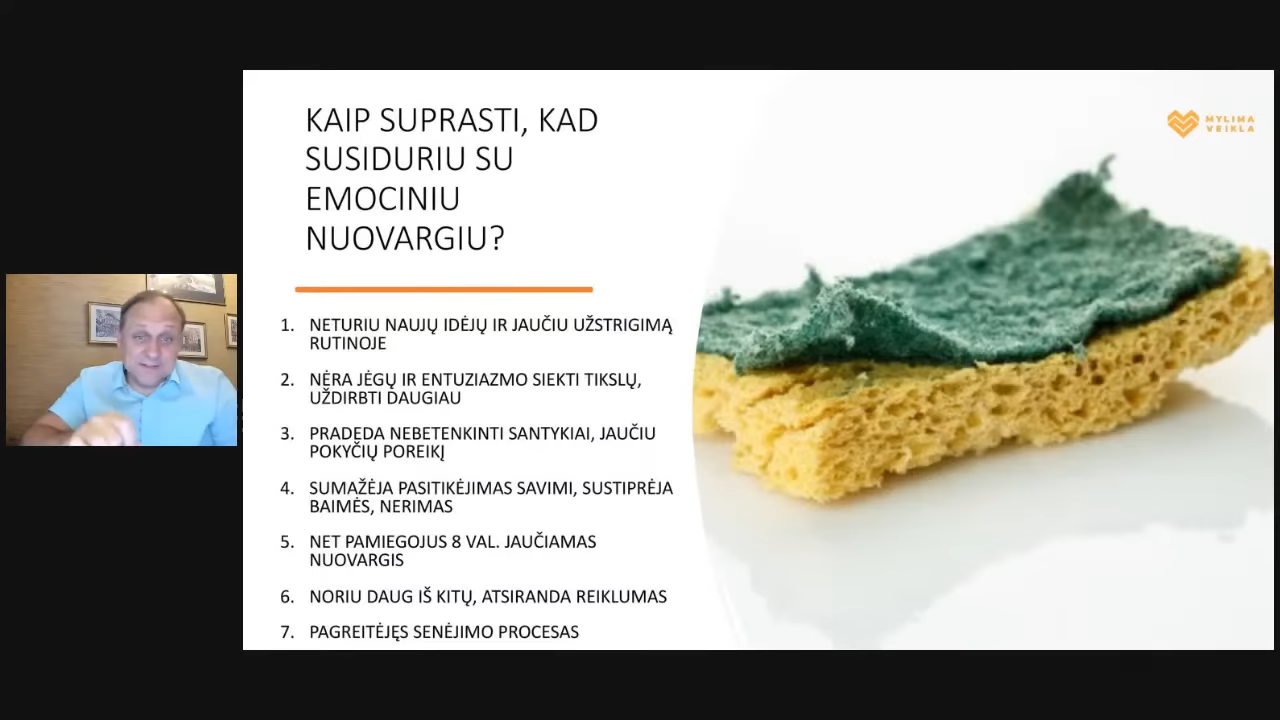 KAIP SUPRASTI, KAD
SUSIDURIU SU
EMOCINIU
NUOVARGIU?
MYLIMA
VEIKLA
1. NETURIU NAUJŲ IDĖJŲ IR JAUČIU UŽSTRIGIMĄ
RUTINOJE
2. NĖRA JĖGŲ IR ENTUZIAZMO SIEKTI TIKSLŲ,
UŽDIRBTI DAUGIAU
3. PRADEDA NEBETENKINTI SANTYKIAI, JAUČIU
POKYČIŲ POREIKĮ
4. SUMAŽĖJA PASITIKĖJIMAS SAVIMI, SUSTIPRĖJA
BAIMĖS, NERIMAS
5. NET PAMIEGOJUS 8 VAL. JAUČIAMAS
NUOVARGIS
6. NORIU DAUG IŠ KITŲ, ATSIRANDA REIKLUMAS
7. PAGREITĖJĘS SENĖJIMO PROCESAS